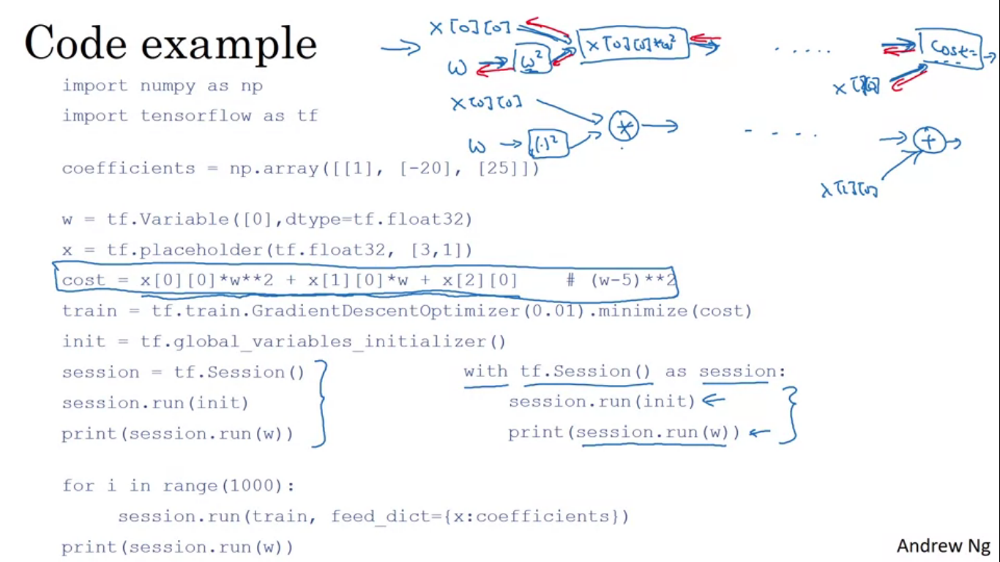 Code example
x[0][0]
w
w²
x[0][0]*w²
. . . . .
cost=
x[0][0]
w
(·)²
*
- - - .
+
x[1][0]
import numpy as np
import tensorflow as tf
coefficients = np.array([[1], [-20], [25]])
w = tf.Variable([0],dtype=tf.float32)
x = tf.placeholder(tf.float32, [3,1])
cost = x[0][0]*w**2 + x[1][0]*w + x[2][0] # (w-5)**2
train = tf.train.GradientDescentOptimizer(0.01).minimize(cost)
init = tf.global_variables_initializer()
session = tf.Session()
session.run(init)
print(session.run(w))
with tf.Session() as session:
session.run(init)
print(session.run(w))
for i in range(1000):
session.run(train, feed_dict={x:coefficients})
print(session.run(w))
Andrew Ng